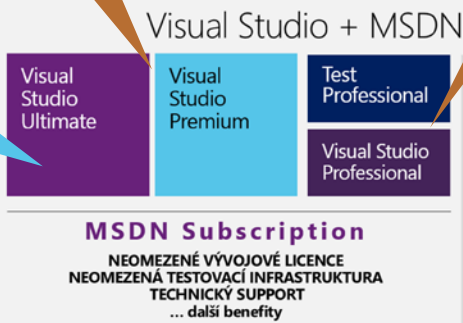 Visual Studio + MSDN
Visual
Studio
Ultimate
Visual
Studio
Premium
Test
Professional
Visual Studio
Professional
MSDN Subscription
NEOMEZENÉ VÝVOJOVÉ LICENCE
NEOMEZENÁ TESTOVACÍ INFRASTRUKTURA
TECHNICKÝ SUPPORT
... další benefity